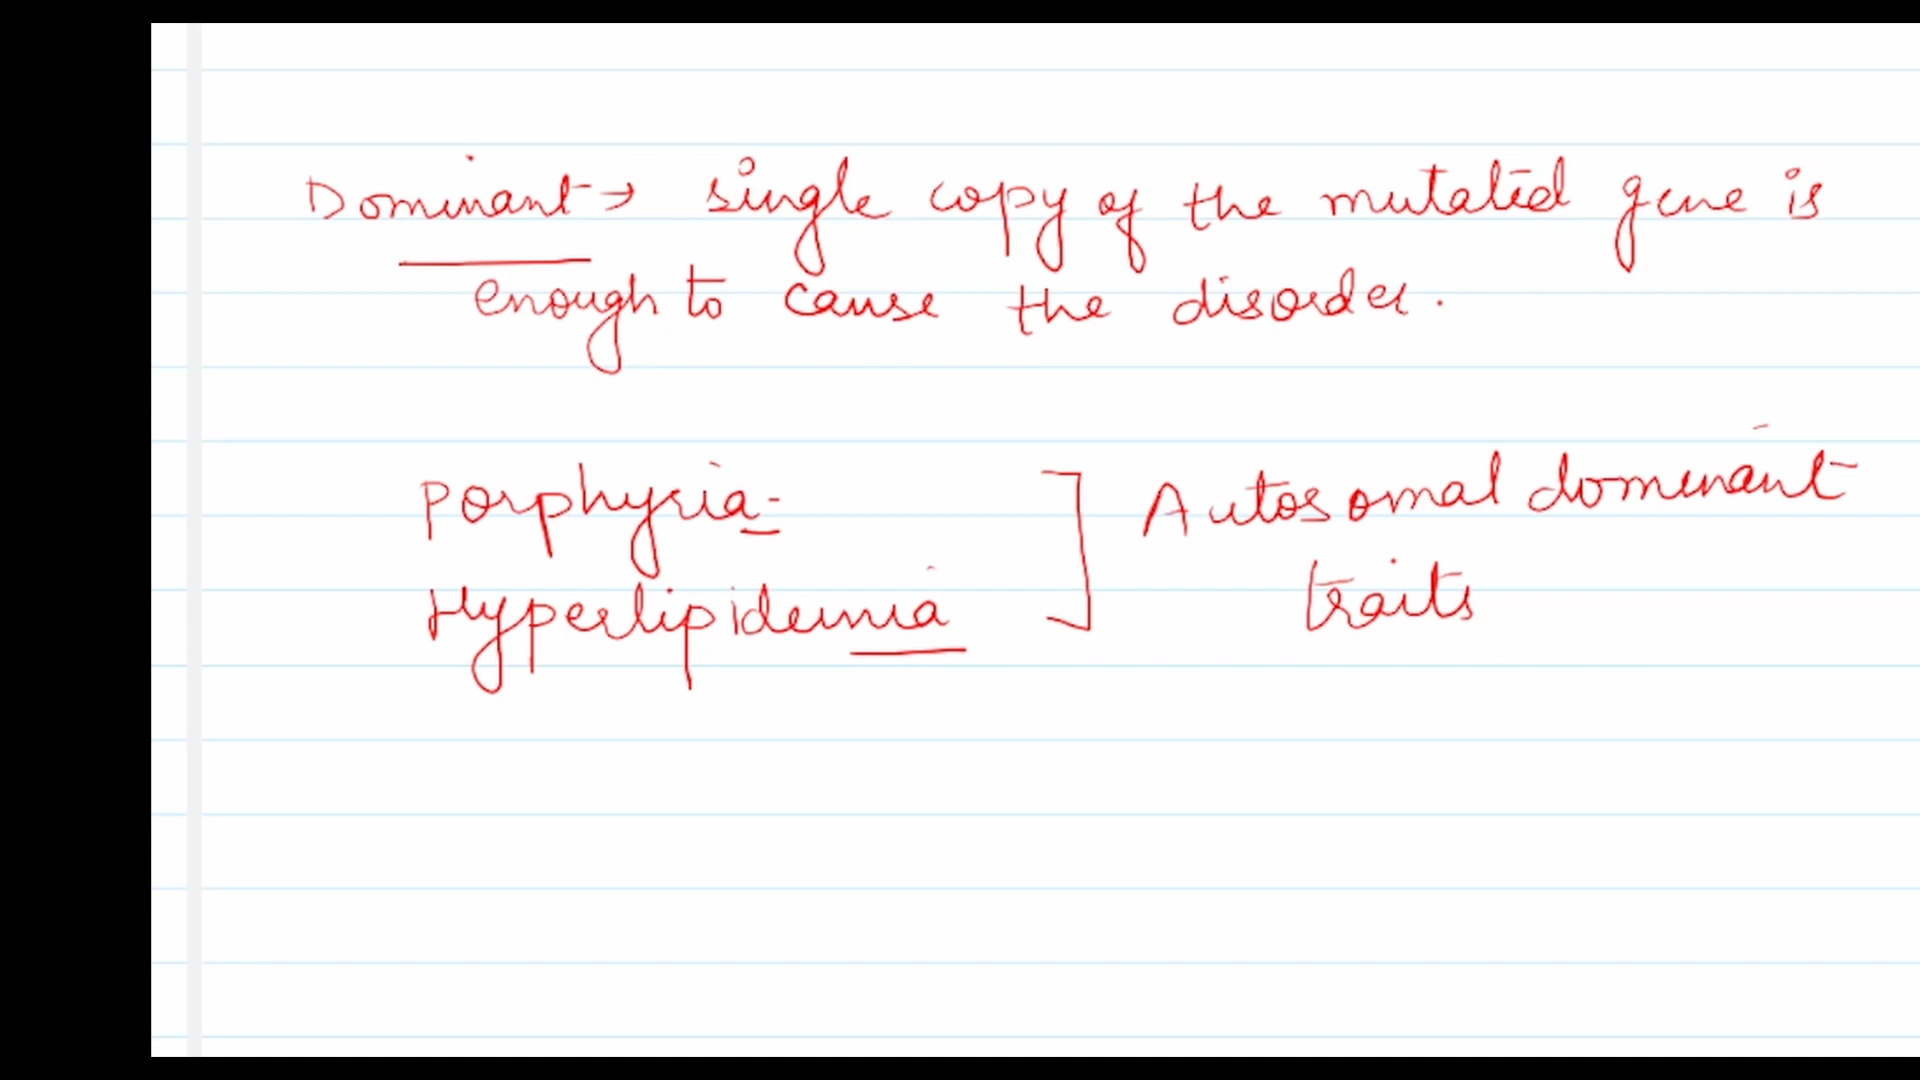 Dominant → single copy of the mutated gene is
enough to cause the disorder.
Porphyria- ] Autosomal dominant
Hyperlipidemia traits